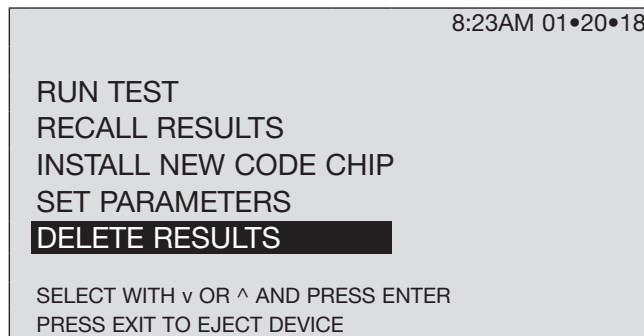 8:23AM 01•20•18
RUN TEST
RECALL RESULTS
INSTALL NEW CODE CHIP
SET PARAMETERS
DELETE RESULTS
SELECT WITH v OR ^ AND PRESS ENTER
PRESS EXIT TO EJECT DEVICE